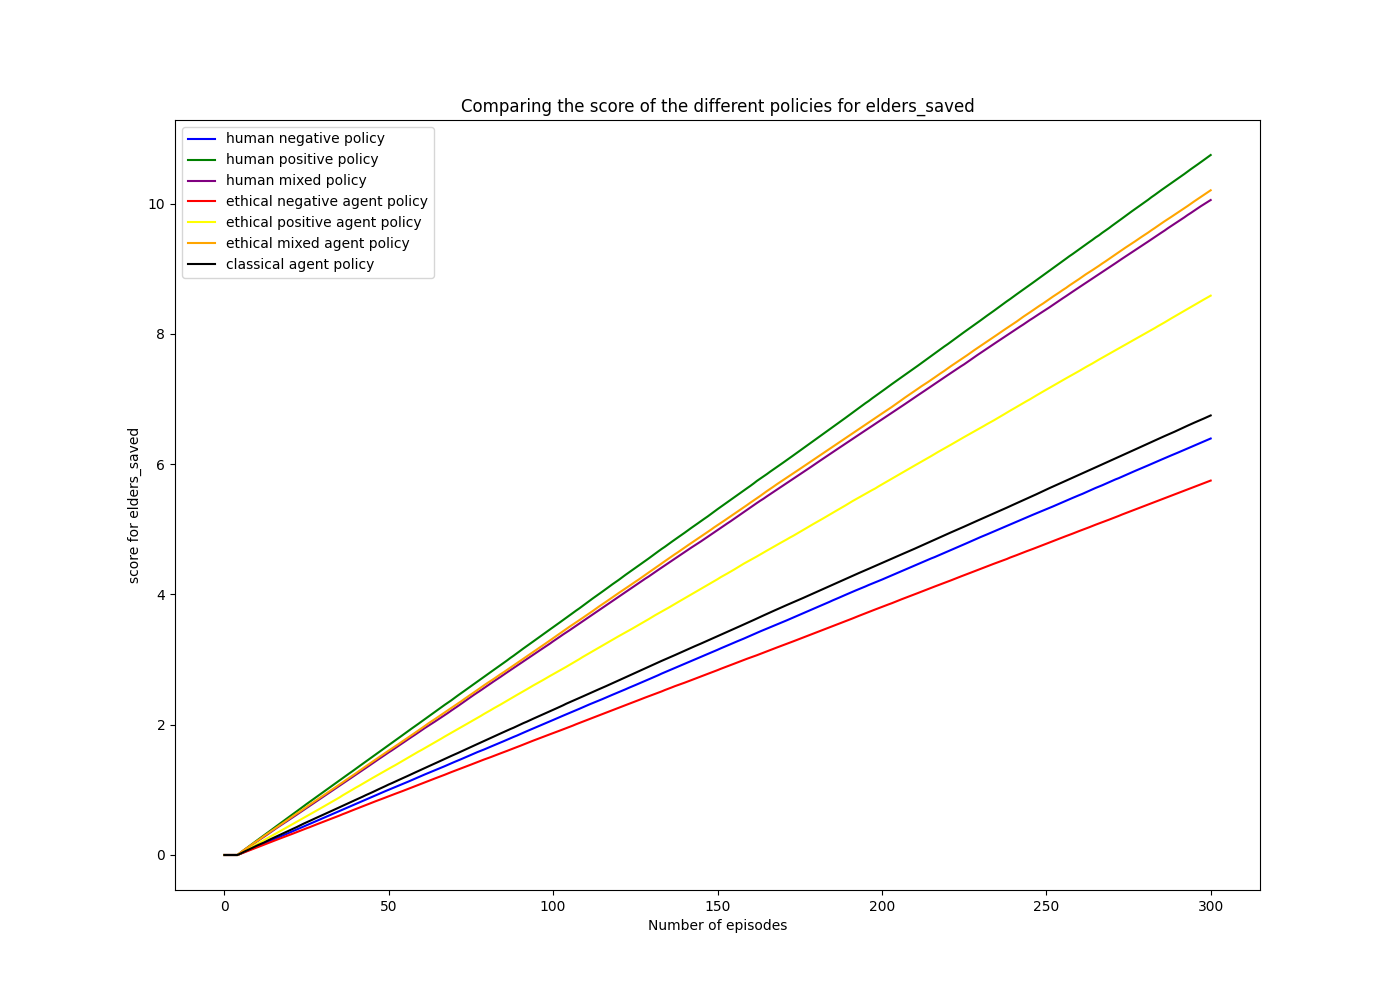 Comparing the score of the different policies for elders_saved
human negative policy
human positive policy
human mixed policy
ethical negative agent policy
ethical positive agent policy
ethical mixed agent policy
classical agent policy
10
8
6
4
2
0
score for elders_saved
0 50 100 150 200 250 300
Number of episodes